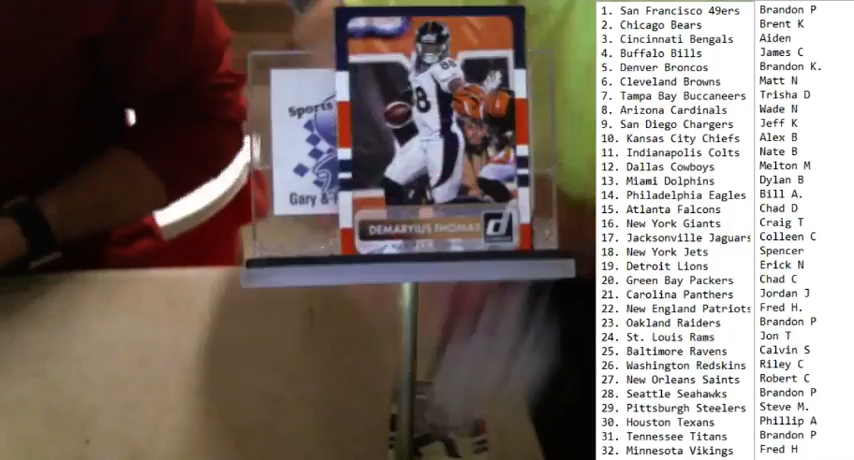 Sports
Gary &
88
8
DEMARYIUS THOMAS
d
1. San Francisco 49ers Brandon P
2. Chicago Bears Brent K
3. Cincinnati Bengals Aiden
4. Buffalo Bills James C
5. Denver Broncos Brandon K.
6. Cleveland Browns Matt N
7. Tampa Bay Buccaneers Trisha D
8. Arizona Cardinals Wade N
9. San Diego Chargers Jeff K
10. Kansas City Chiefs Alex B
11. Indianapolis Colts Nate B
12. Dallas Cowboys Melton M
13. Miami Dolphins Dylan B
14. Philadelphia Eagles Bill A.
15. Atlanta Falcons Chad D
16. New York Giants Craig T
17. Jacksonville Jaguars Colleen C
18. New York Jets Spencer
19. Detroit Lions Erick N
20. Green Bay Packers Chad C
21. Carolina Panthers Jordan J
22. New England Patriots Fred H.
23. Oakland Raiders Brandon P
24. St. Louis Rams Jon T
25. Baltimore Ravens Calvin S
26. Washington Redskins Riley C
27. New Orleans Saints Robert C
28. Seattle Seahawks Brandon P
29. Pittsburgh Steelers Steve M.
30. Houston Texans Phillip A
31. Tennessee Titans Brandon P
32. Minnesota Vikings Fred H